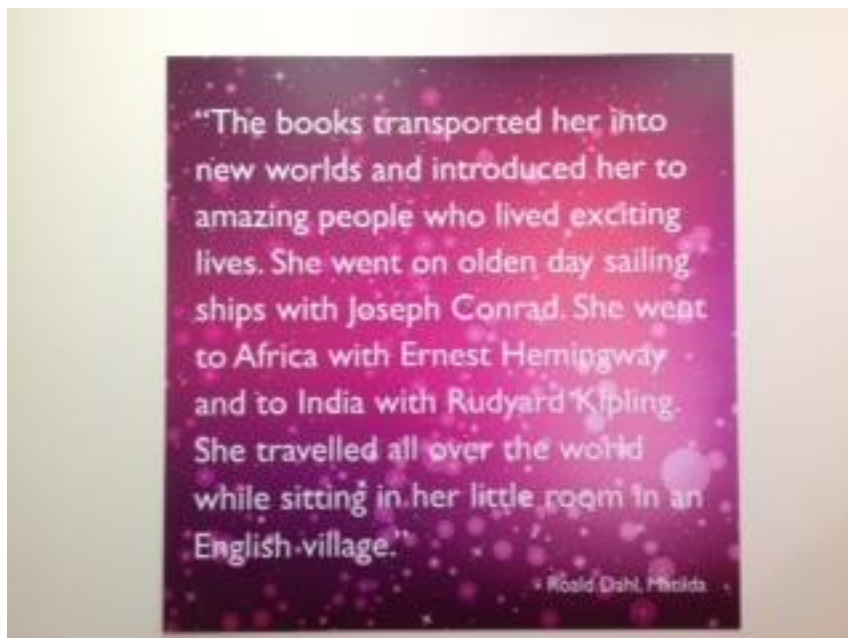 “The books transported her into
new worlds and introduced her to
amazing people who lived exciting
lives. She went on olden day sailing
ships with Joseph Conrad. She went
to Africa with Ernest Hemingway
and to India with Rudyard Kipling.
She travelled all over the world
while sitting in her little room in an
English village.”
- Roald Dahl, Matilda